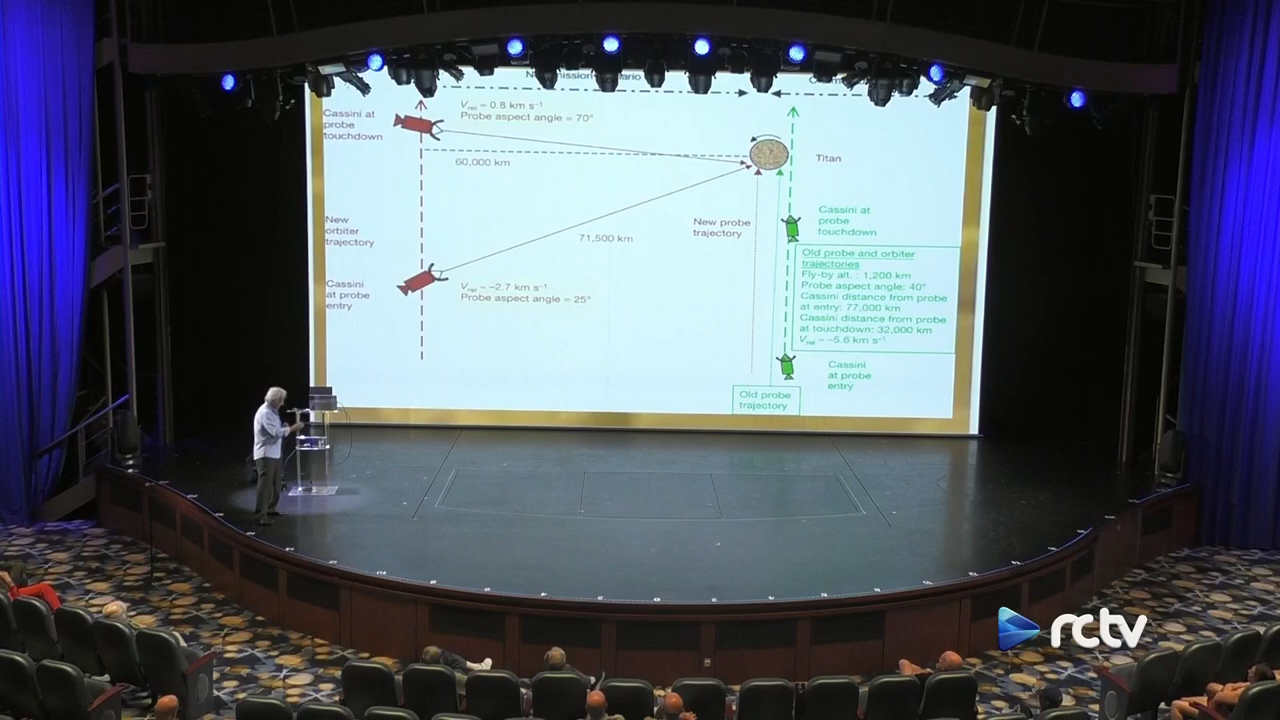 Cassini at
probe
touchdown
Vrel = 0.8 km s⁻¹
Probe aspect angle = 70°
60,000 km
Titan
New
orbiter
trajectory
71,500 km
New probe
trajectory
Cassini at
probe
touchdown
Cassini
at probe
entry
Vrel = –2.7 km s⁻¹
Probe aspect angle = 25°
Old probe and orbiter
trajectories
Fly-by alt. : 1,200 km
Probe aspect angle: 40°
Cassini distance from probe
at entry: 77,000 km
Cassini distance from probe
at touchdown: 32,000 km
Vrel = –5.6 km s⁻¹
Cassini
at probe
entry
Old probe
trajectory
rctv